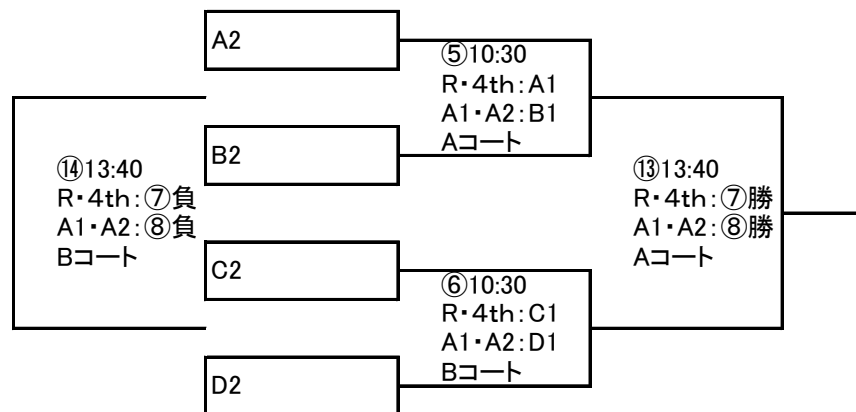 A2
⑤10:30
R・4th:A1
A1・A2:B1
Aコート
B2
⑭13:40
R・4th:⑦負
A1・A2:⑧負
Bコート
⑬13:40
R・4th:⑦勝
A1・A2:⑧勝
Aコート
C2
⑥10:30
R・4th:C1
A1・A2:D1
Bコート
D2